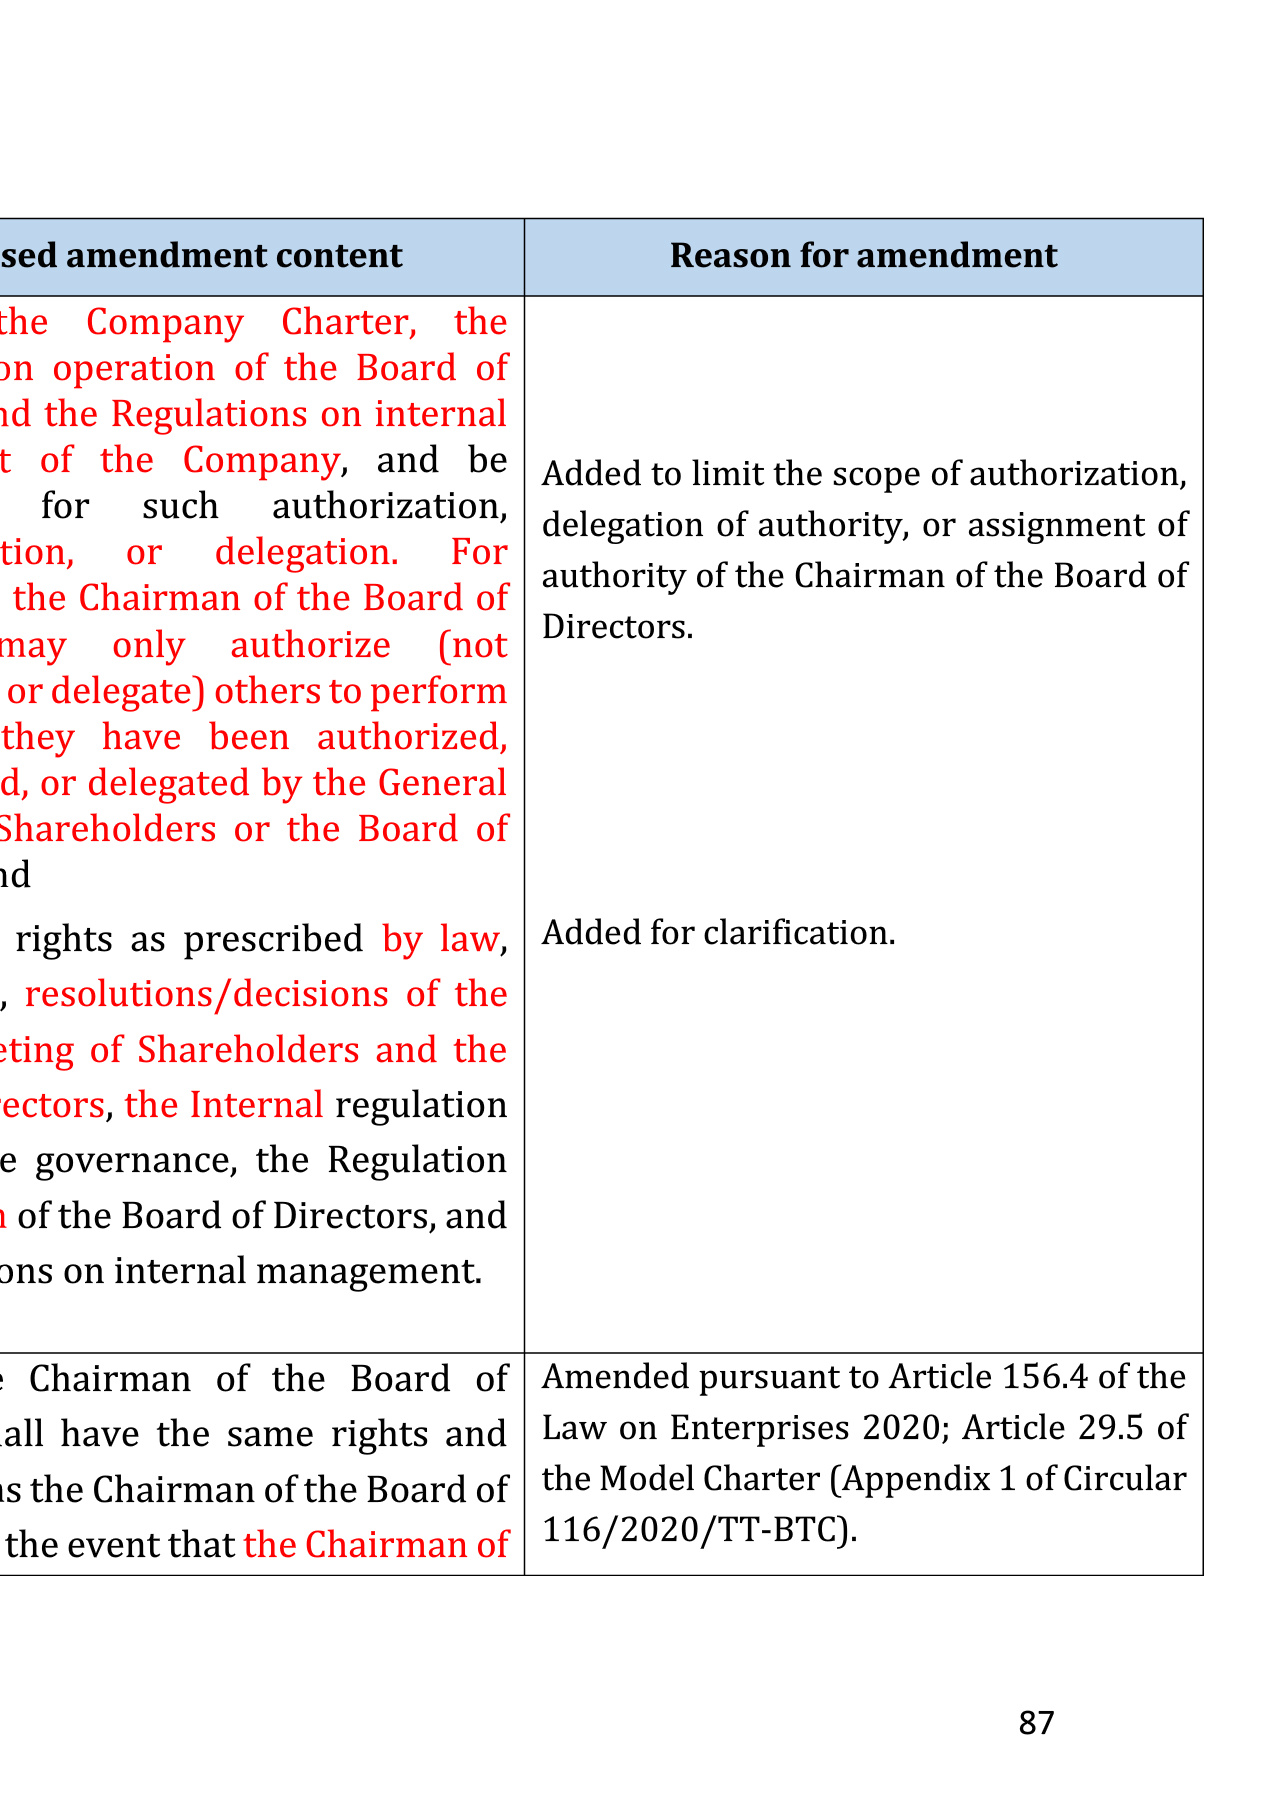 sed amendment content
Reason for amendment
the Company Charter, the
on operation of the Board of
nd the Regulations on internal
t of the Company, and be
for such authorization,
tion, or delegation. For
the Chairman of the Board of
may only authorize (not
or delegate) others to perform
they have been authorized,
d, or delegated by the General
Shareholders or the Board of
nd
rights as prescribed by law,
, resolutions/decisions of the
eting of Shareholders and the
rectors, the Internal regulation
e governance, the Regulation
n of the Board of Directors, and
ons on internal management.
Added to limit the scope of authorization,
delegation of authority, or assignment of
authority of the Chairman of the Board of
Directors.
Added for clarification.
e Chairman of the Board of
all have the same rights and
as the Chairman of the Board of
the event that the Chairman of
Amended pursuant to Article 156.4 of the
Law on Enterprises 2020; Article 29.5 of
the Model Charter (Appendix 1 of Circular
116/2020/TT-BTC).
87